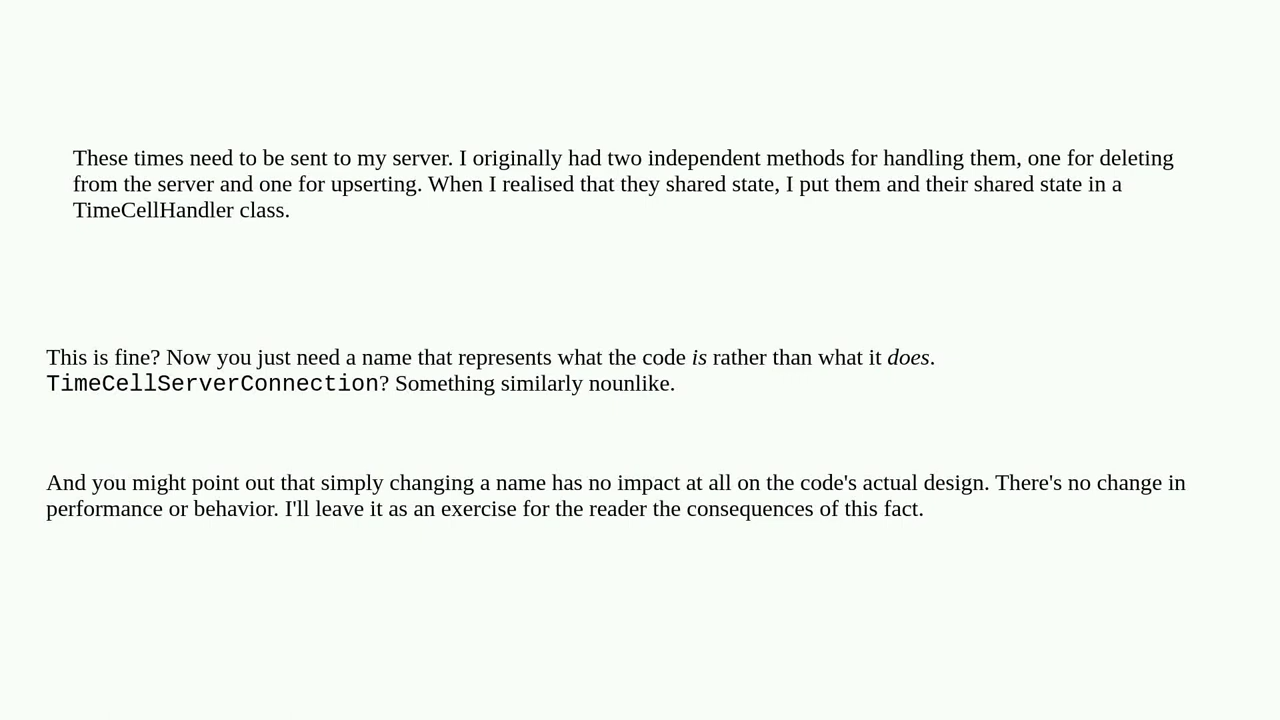 These times need to be sent to my server. I originally had two independent methods for handling them, one for deleting
from the server and one for upserting. When I realised that they shared state, I put them and their shared state in a
TimeCellHandler class.
This is fine? Now you just need a name that represents what the code is rather than what it does.
TimeCellServerConnection? Something similarly nounlike.
And you might point out that simply changing a name has no impact at all on the code's actual design. There's no change in
performance or behavior. I'll leave it as an exercise for the reader the consequences of this fact.